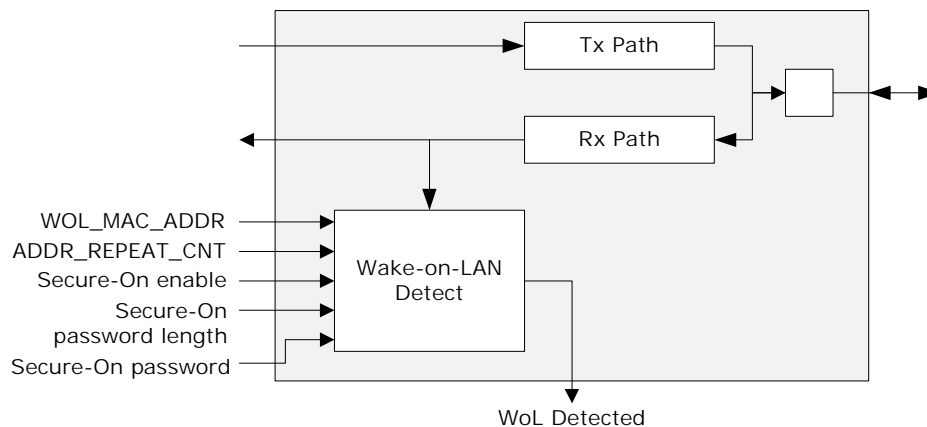 Tx Path
Rx Path
WOL_MAC_ADDR
ADDR_REPEAT_CNT
Secure-On enable
Secure-On
password length
Secure-On password
Wake-on-LAN
Detect
WoL Detected